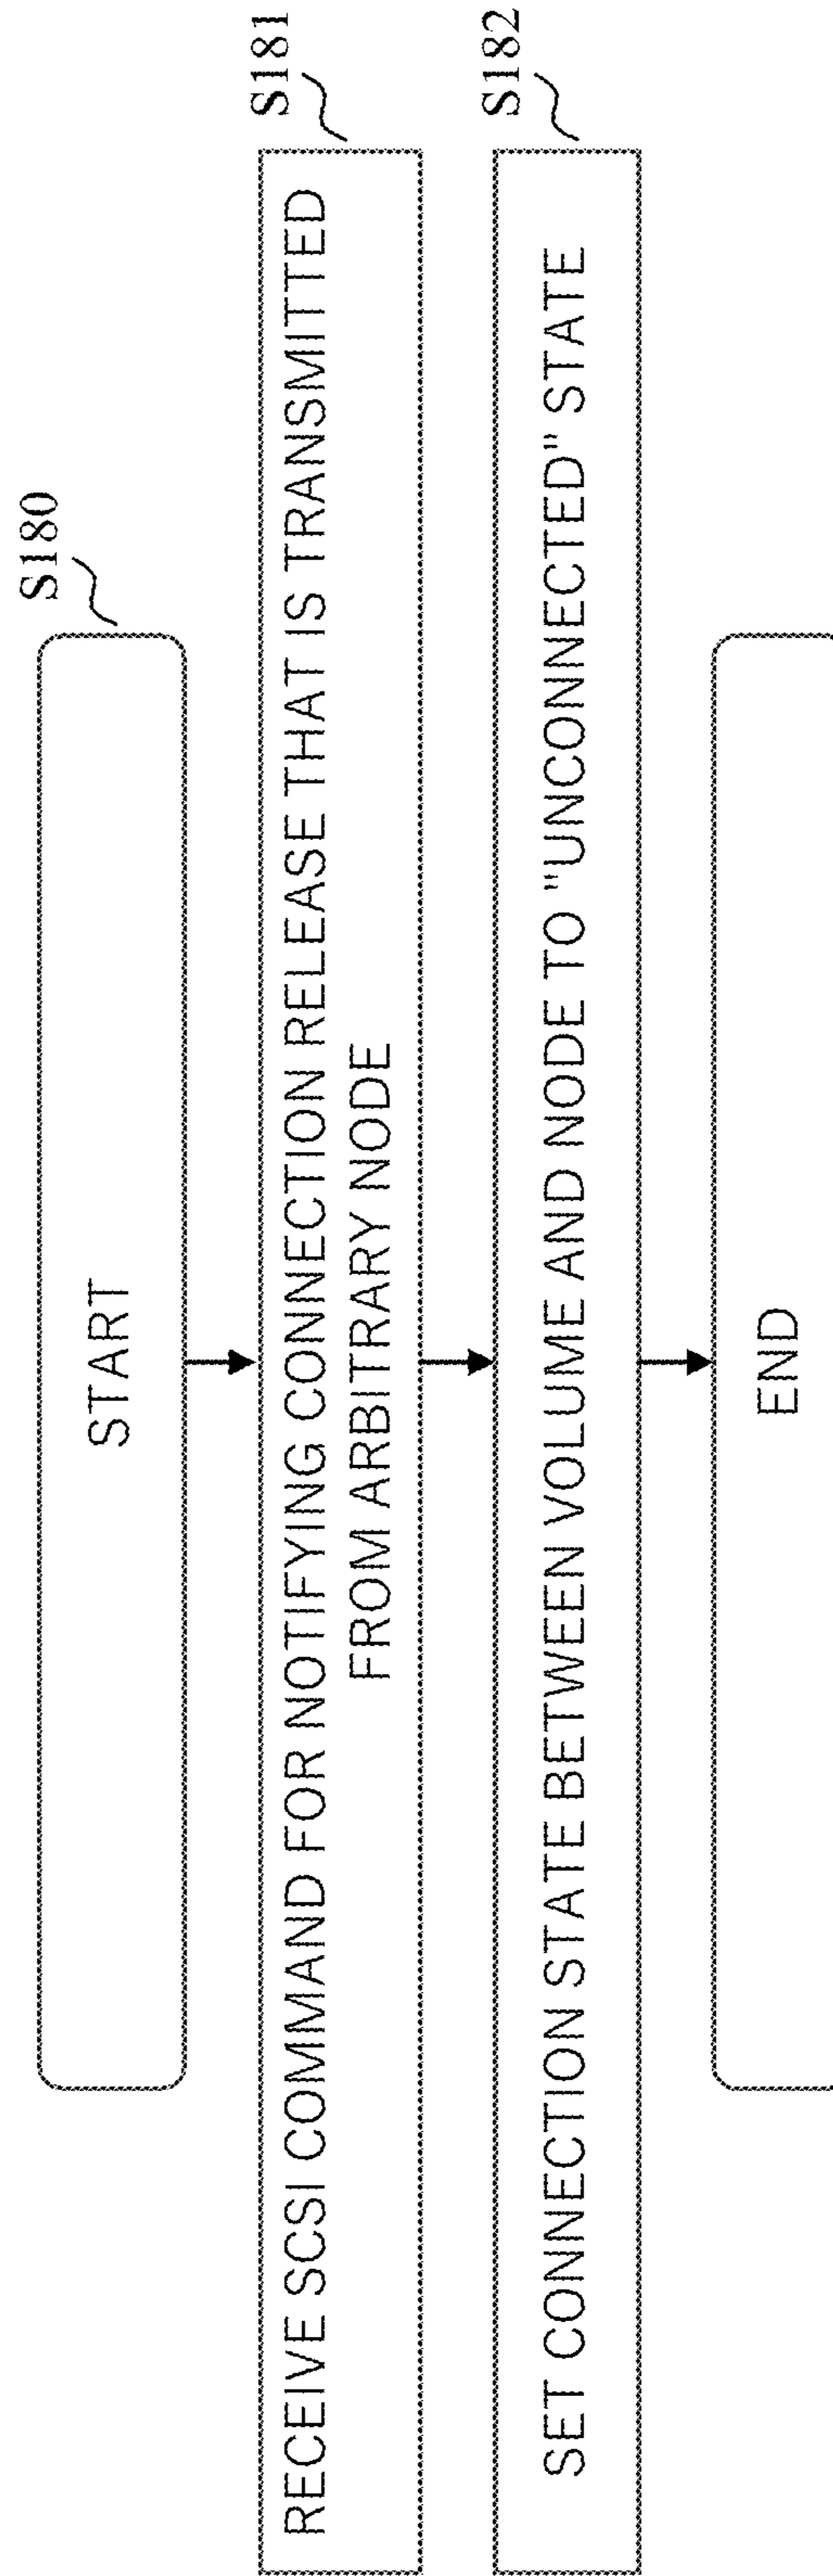 S180
START
S181
RECEIVE SCSI COMMAND FOR NOTIFYING CONNECTION RELEASE THAT IS TRANSMITTED
FROM ARBITRARY NODE
S182
SET CONNECTION STATE BETWEEN VOLUME AND NODE TO "UNCONNECTED" STATE
END